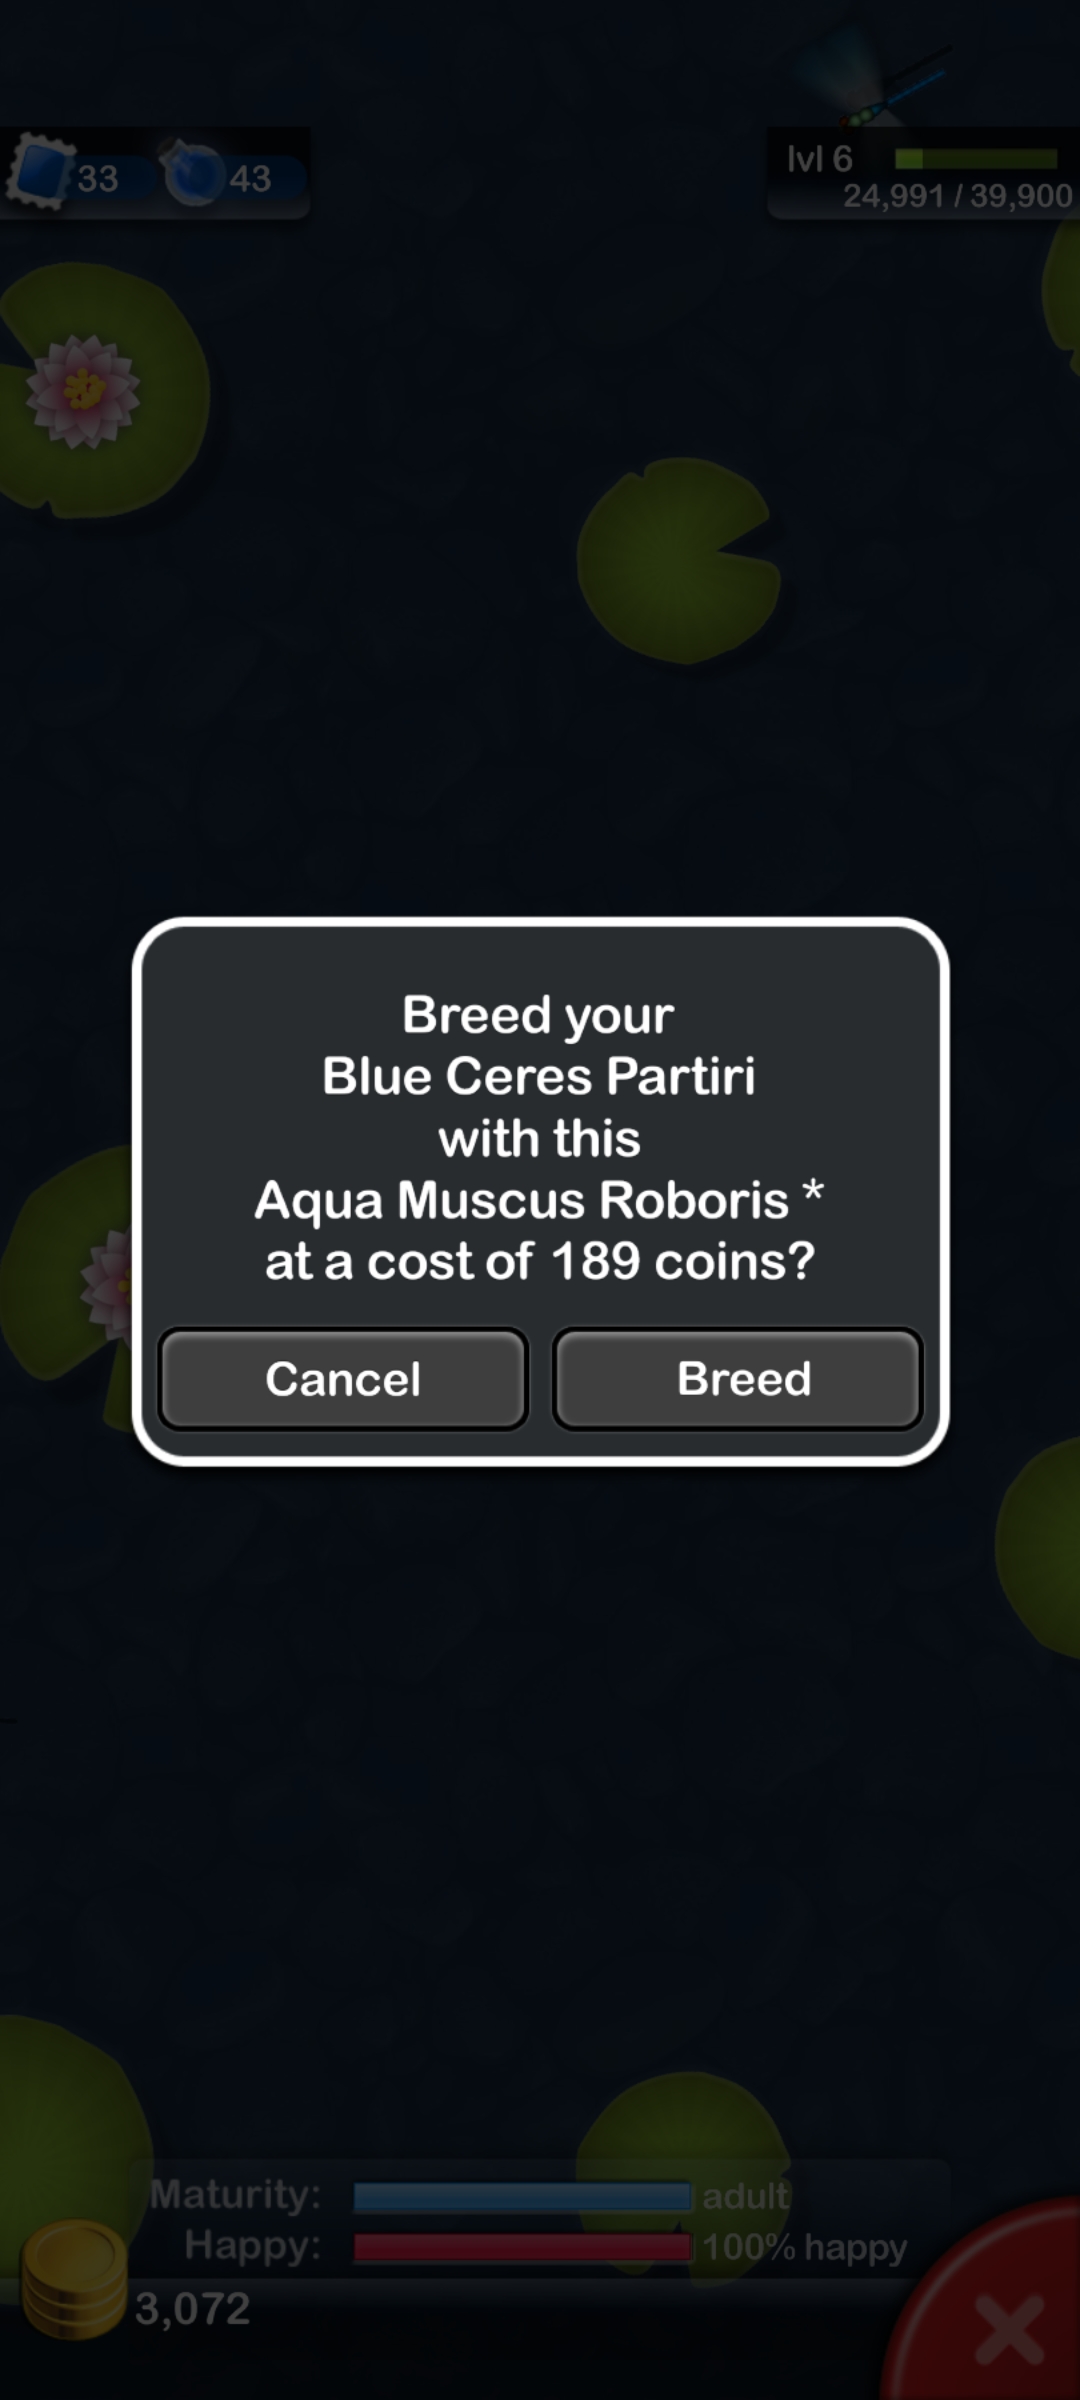 33
43
lvl 6
24,991 / 39,900
Breed your
Blue Ceres Partiri
with this
Aqua Muscus Roboris *
at a cost of 189 coins?
Cancel
Breed
Maturity: adult
Happy: 100% happy
3,072